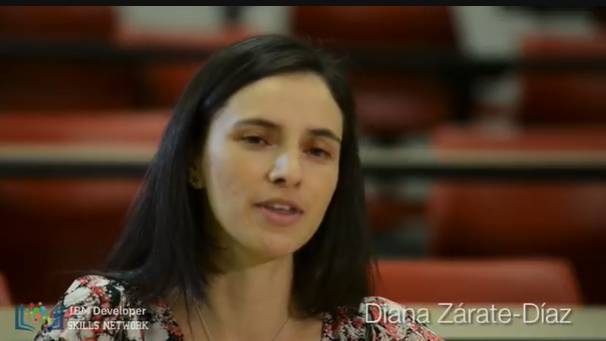 IBM Developer
SKILLS NETWORK
Diana Zárate-Díaz